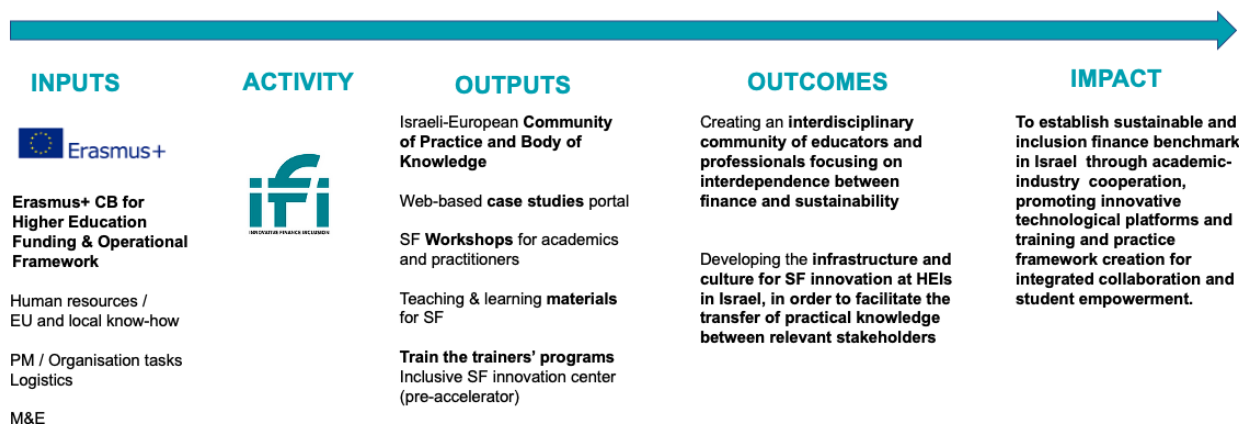 INPUTS
Erasmus+
Erasmus+ CB for
Higher Education
Funding & Operational
Framework
Human resources /
EU and local know-how
PM / Organisation tasks
Logistics
M&E
ACTIVITY
ifi
INNOVATIVE FINANCE INCLUSION
OUTPUTS
Israeli-European Community
of Practice and Body of
Knowledge
Web-based case studies portal
SF Workshops for academics
and practitioners
Teaching & learning materials
for SF
Train the trainers’ programs
Inclusive SF innovation center
(pre-accelerator)
OUTCOMES
Creating an interdisciplinary
community of educators and
professionals focusing on
interdependence between
finance and sustainability
Developing the infrastructure and
culture for SF innovation at HEIs
in Israel, in order to facilitate the
transfer of practical knowledge
between relevant stakeholders
IMPACT
To establish sustainable and
inclusion finance benchmark
in Israel through academic-
industry cooperation,
promoting innovative
technological platforms and
training and practice
framework creation for
integrated collaboration and
student empowerment.